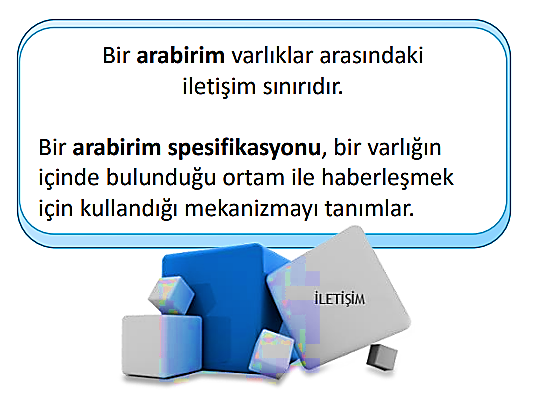 Bir arabirim varlıklar arasındaki
iletişim sınırıdır.
Bir arabirim spesifikasyonu, bir varlığın
içinde bulunduğu ortam ile haberleşmek
için kullandığı mekanizmayı tanımlar.
İLETİŞİM